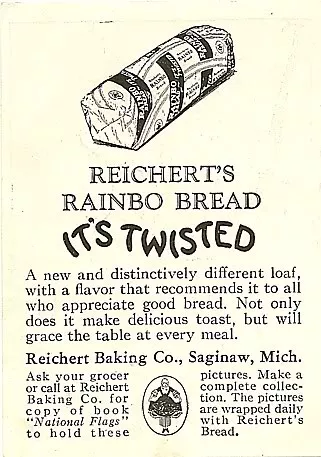 RAINBO
RAINBO
REICHERT'S
RAINBO BREAD
IT'S TWISTED
A new and distinctively different loaf,
with a flavor that recommends it to all
who appreciate good bread. Not only
does it make delicious toast, but will
grace the table at every meal.
Reichert Baking Co., Saginaw, Mich.
Ask your grocer
or call at Reichert
Baking Co. for
copy of book
"National Flags"
to hold these
pictures. Make a
complete collec-
tion. The pictures
are wrapped daily
with Reichert's
Bread.